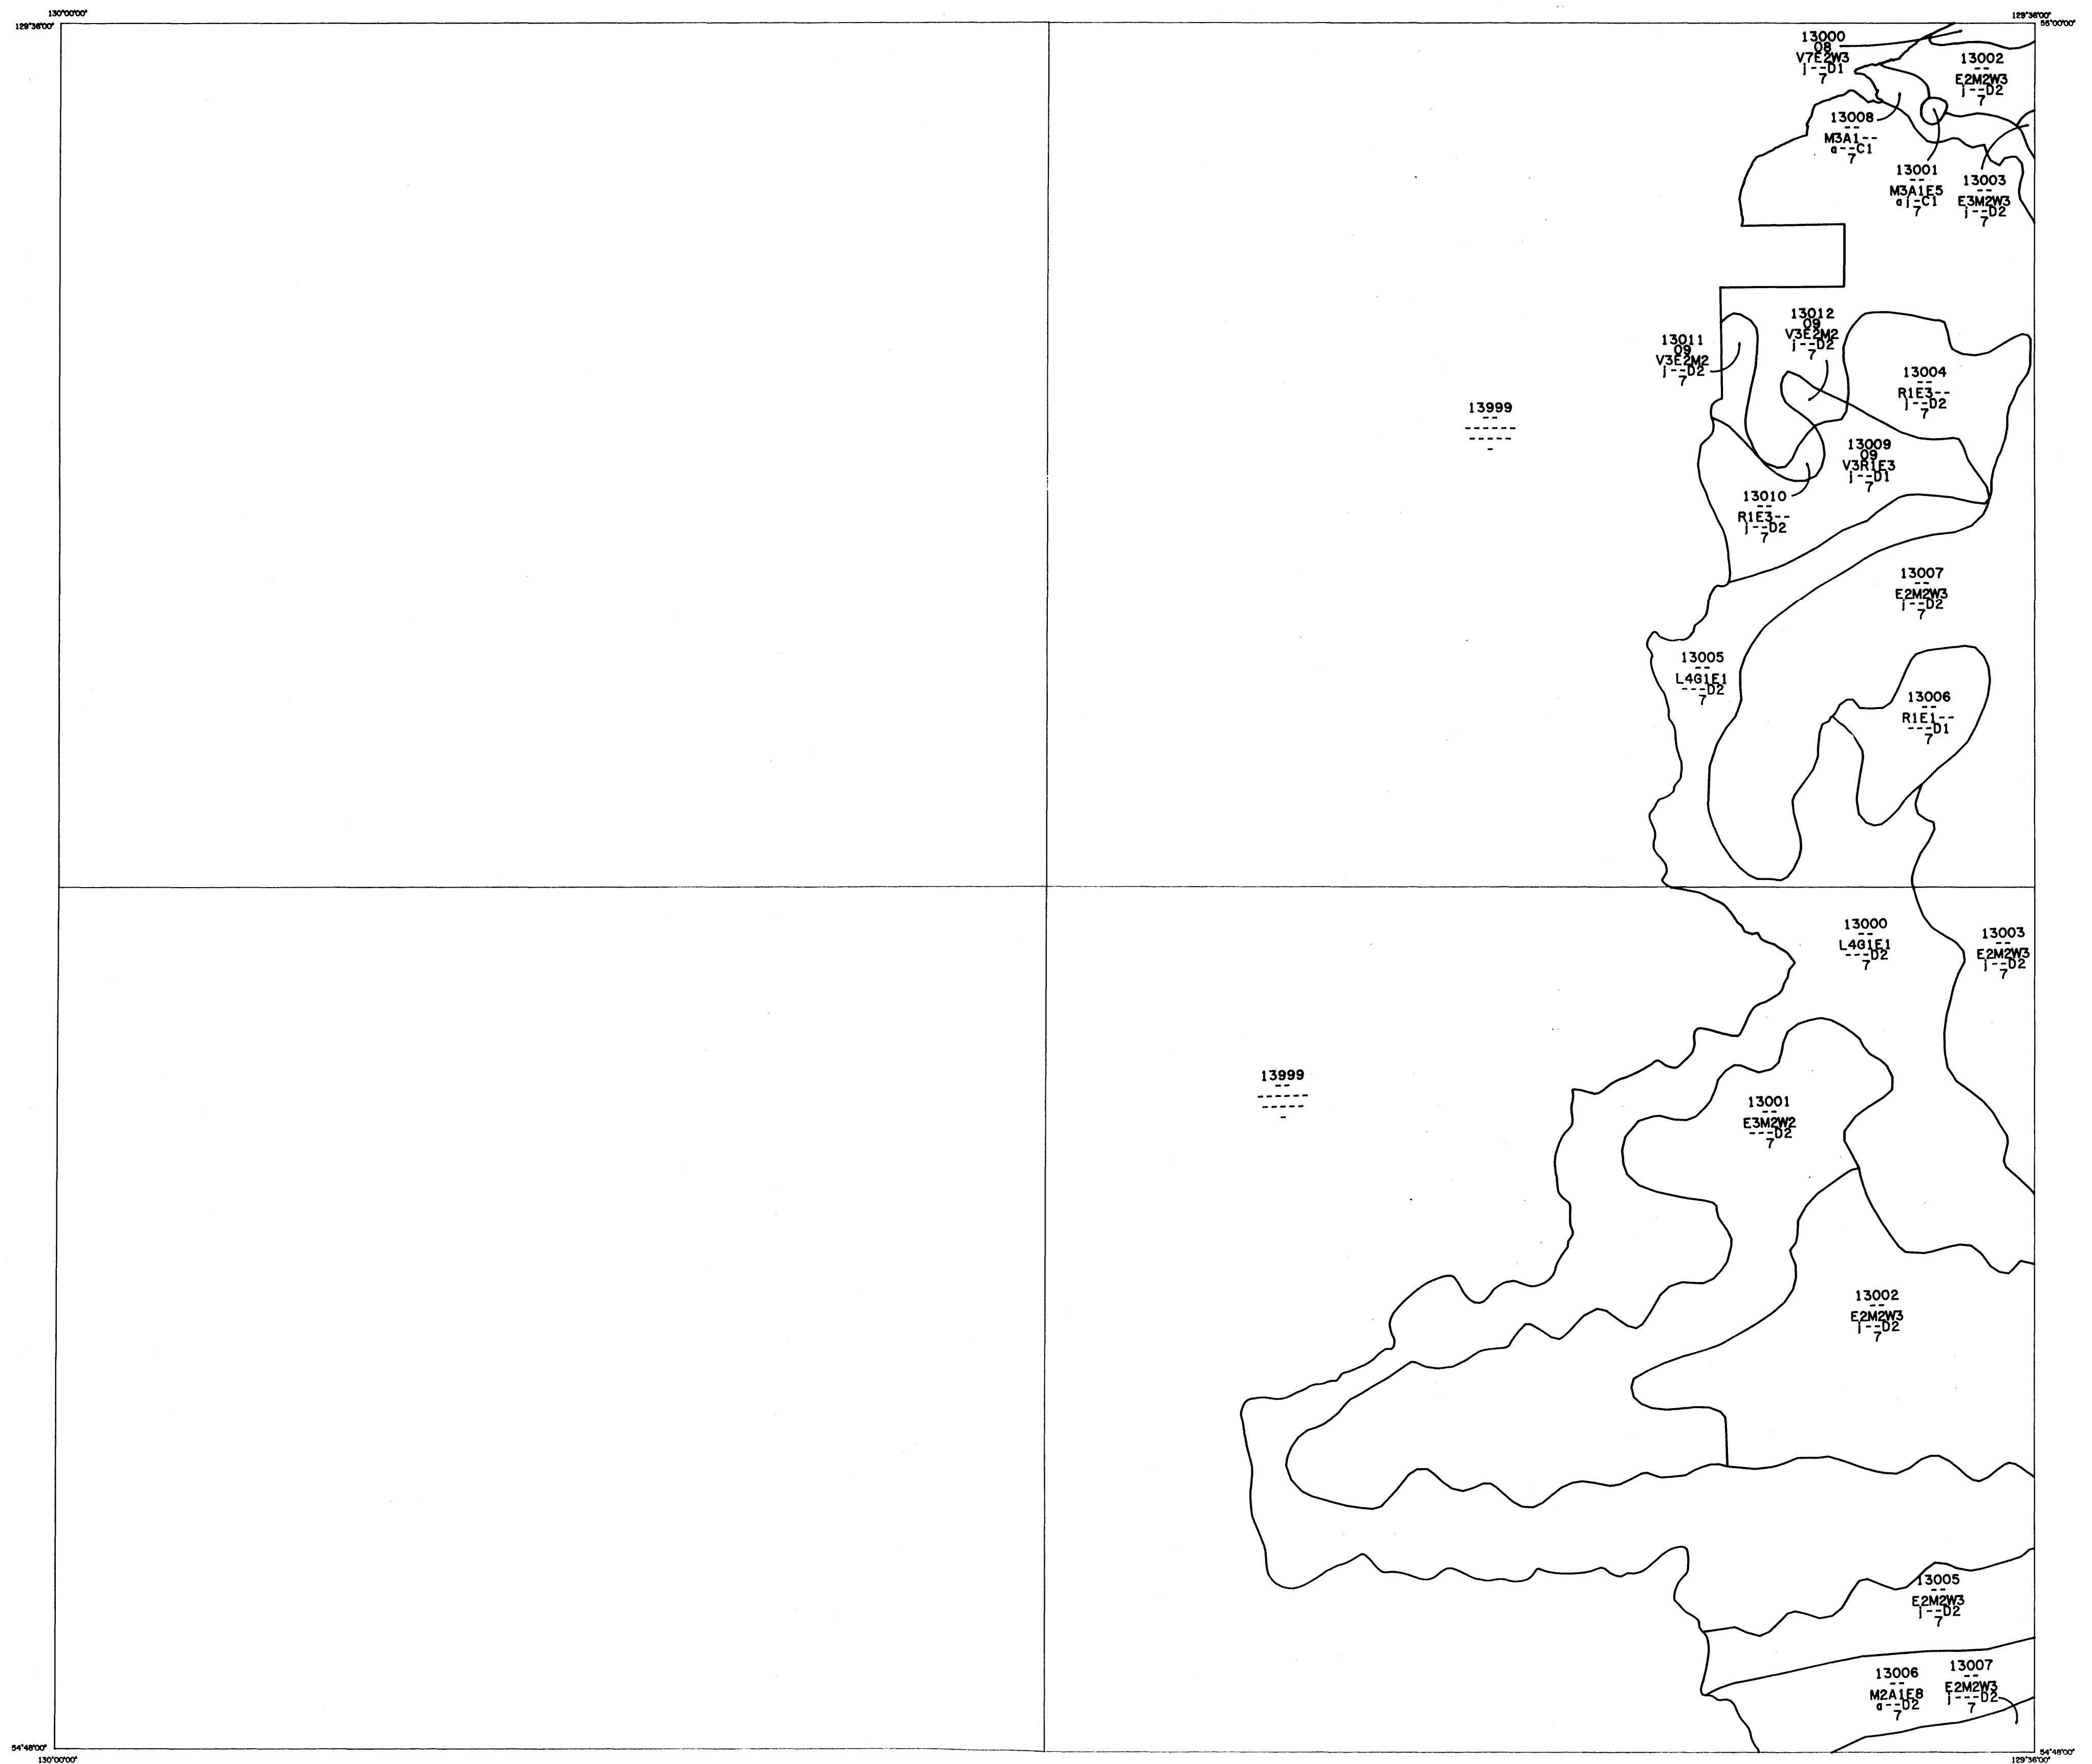 130°00'00"
129°36'00"
129°36'00"
55°00'00"
13000
08
V7E2W3
j--D1
7
13002
--
E2M2W3
j--D2
7
13008
--
M3A1--
a--C1
7
13001
--
M3A1E5
aj-C1
7
13003
--
E3M2W3
j--D2
7
13011
09
V3E2M2
j--D2
7
13012
09
V3E2M2
j--D2
7
13004
--
R1E3--
j--D2
7
13999
--
------
-----
-
13009
09
V3R1E3
j--D1
7
13010
--
R1E3--
j--D2
7
13007
--
E2M2W3
j--D2
7
13005
--
L4G1E1
---D2
7
13006
--
R1E1--
---D1
7
13000
--
L4G1E1
---D2
7
13003
--
E2M2W3
j--D2
7
13999
--
------
-----
-
13001
--
E3M2W2
---D2
7
13002
--
E2M2W3
j--D2
7
13005
--
E2M2W3
j--D2
7
13006
--
M2A1E8
a--D2
7
13007
--
E2M2W3
j---D2
7
54°48'00"
130°00'00"
54°48'00"
129°36'00"